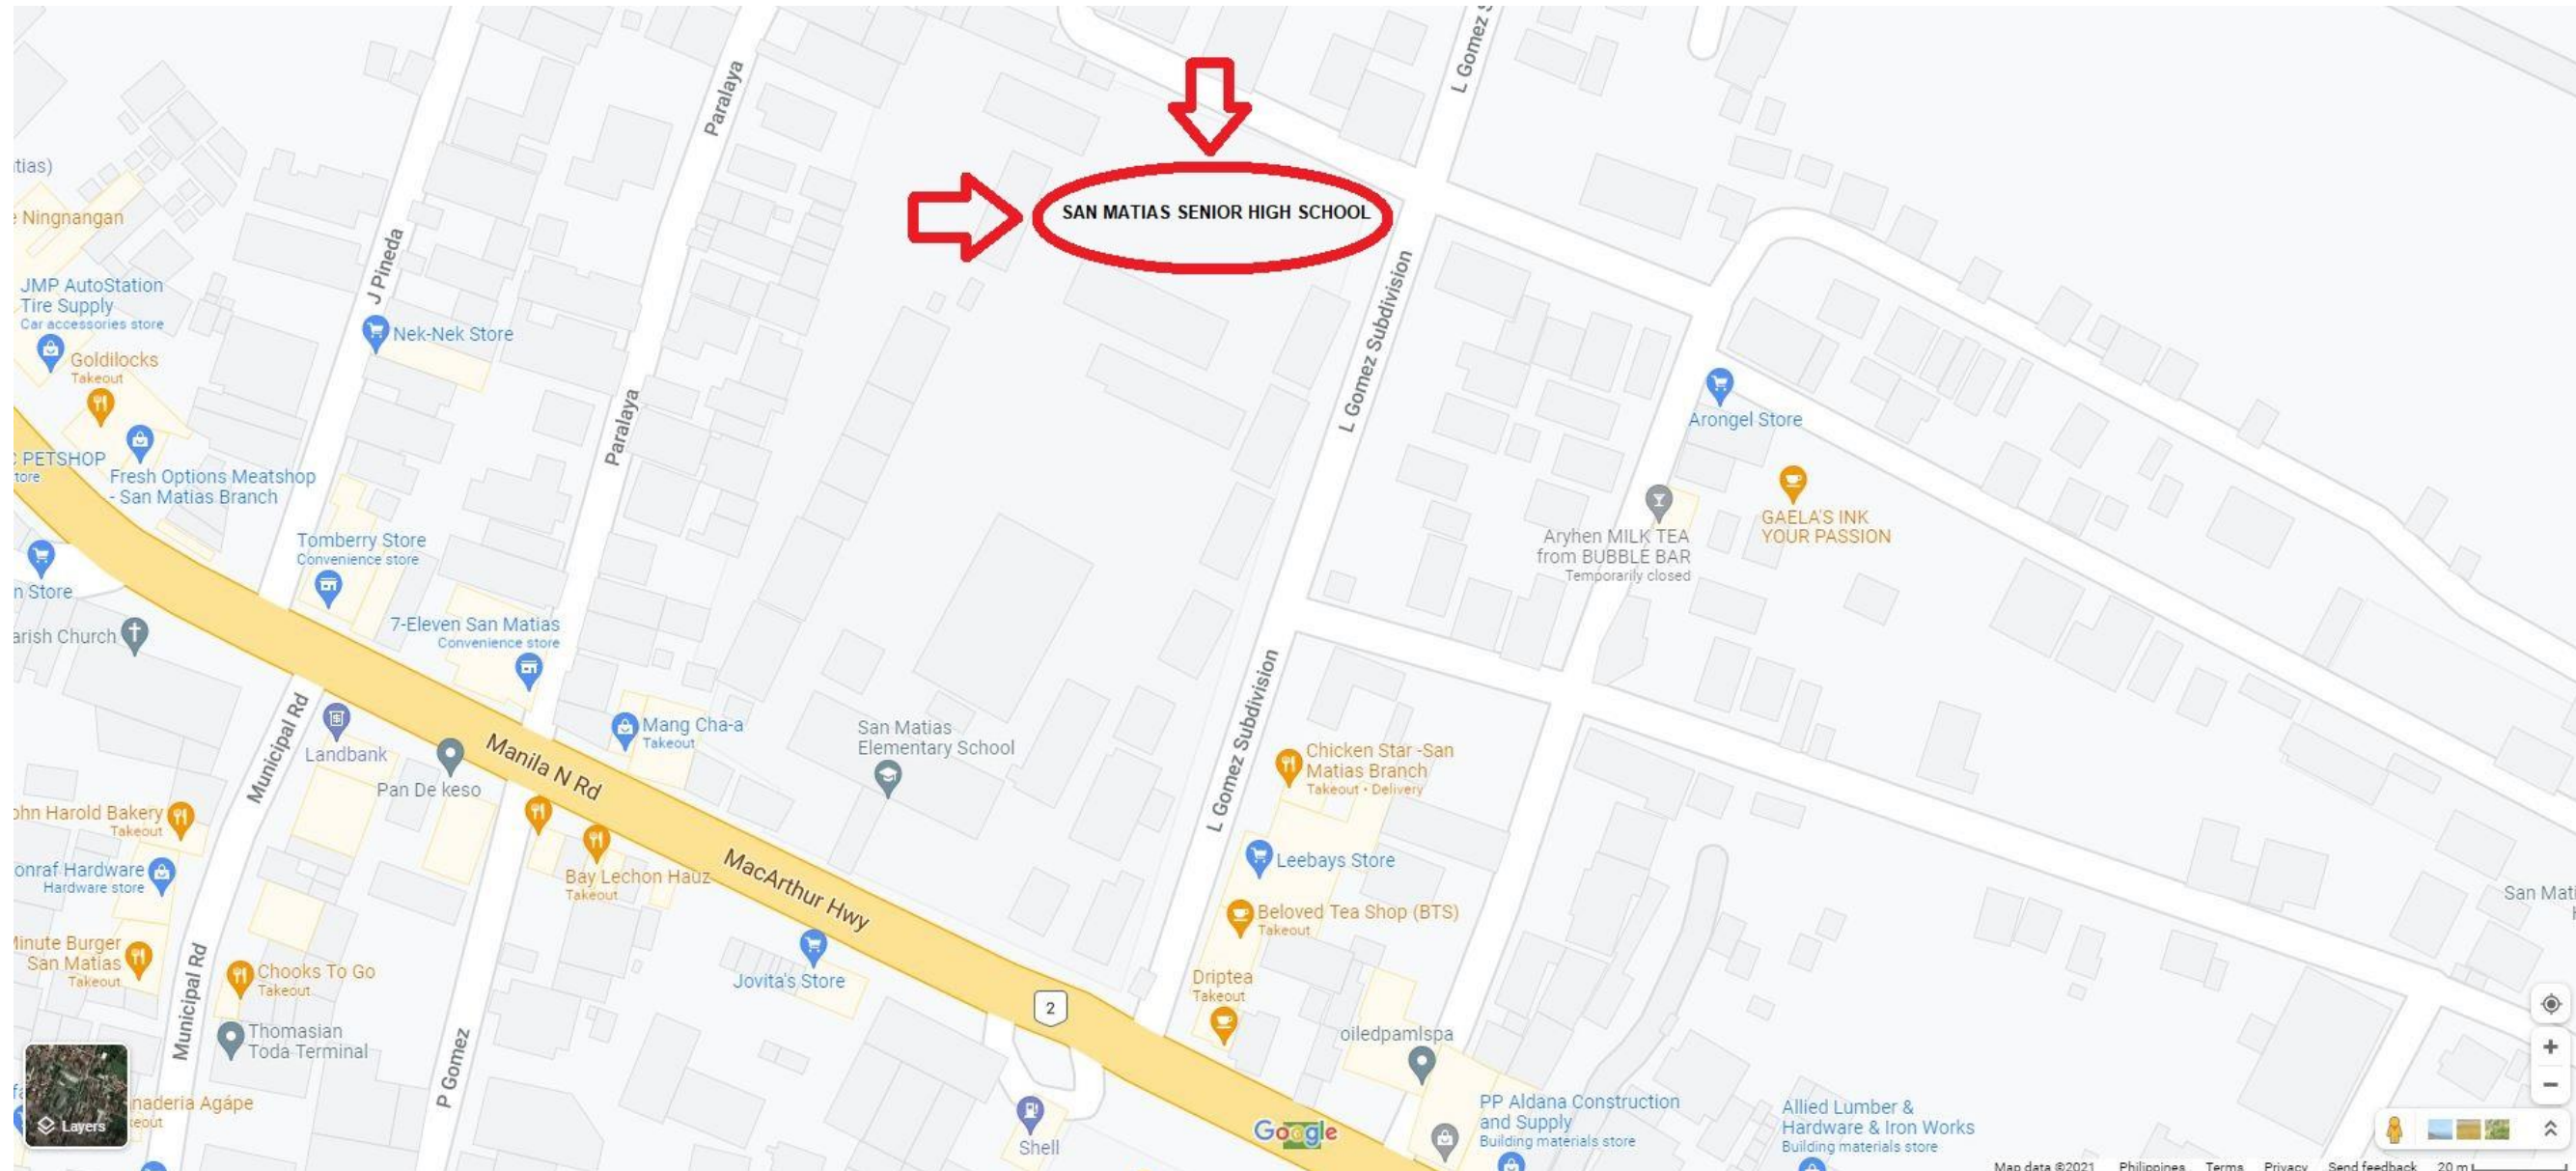 L Gomez S
Paralaya
tias)
SAN MATIAS SENIOR HIGH SCHOOL
e Ningnangan
J Pineda
L Gomez Subdivision
JMP AutoStation
Tire Supply
Car accessories store
Nek-Nek Store
Goldilocks
Takeout
Paralaya
Arongel Store
C PETSHOP
tore
Fresh Options Meatshop
- San Matias Branch
GAELA'S INK
YOUR PASSION
Aryhen MILK TEA
from BUBBLE BAR
Temporarily closed
Tomberry Store
Convenience store
n Store
7-Eleven San Matias
Convenience store
arish Church
L Gomez Subdivision
Municipal Rd
Landbank
Mang Cha-a
Takeout
San Matias
Elementary School
Manila N Rd
Pan De keso
Chicken Star -San
Matias Branch
Takeout • Delivery
ohn Harold Bakery
Takeout
Leebays Store
onraf Hardware
Hardware store
Bay Lechon Hauz
Takeout
MacArthur Hwy
San Mati
H
Beloved Tea Shop (BTS)
Takeout
Minute Burger
San Matias
Takeout
Municipal Rd
Chooks To Go
Takeout
Jovita's Store
Driptea
Takeout
2
Thomasian
Toda Terminal
oiledpamlspa
P Gomez
naderia Agápe
eout
Layers
Shell
Google
PP Aldana Construction
and Supply
Building materials store
Allied Lumber &
Hardware & Iron Works
Building materials store
Map data ©2021 Philippines Terms Privacy Send feedback 20 m